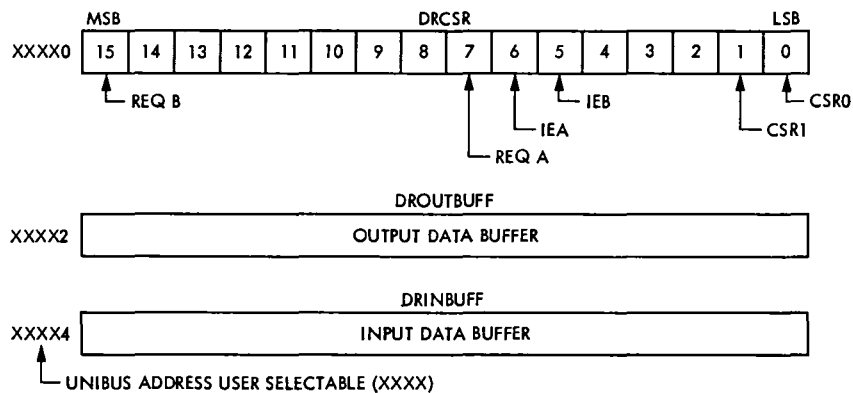 MSB DRCSR LSB
XXXX0 15 14 13 12 11 10 9 8 7 6 5 4 3 2 1 0
REQ B IEB CSR0
IEA CSR1
REQ A
DROUTBUFF
XXXX2 OUTPUT DATA BUFFER
DRINBUFF
XXXX4 INPUT DATA BUFFER
UNIBUS ADDRESS USER SELECTABLE (XXXX)